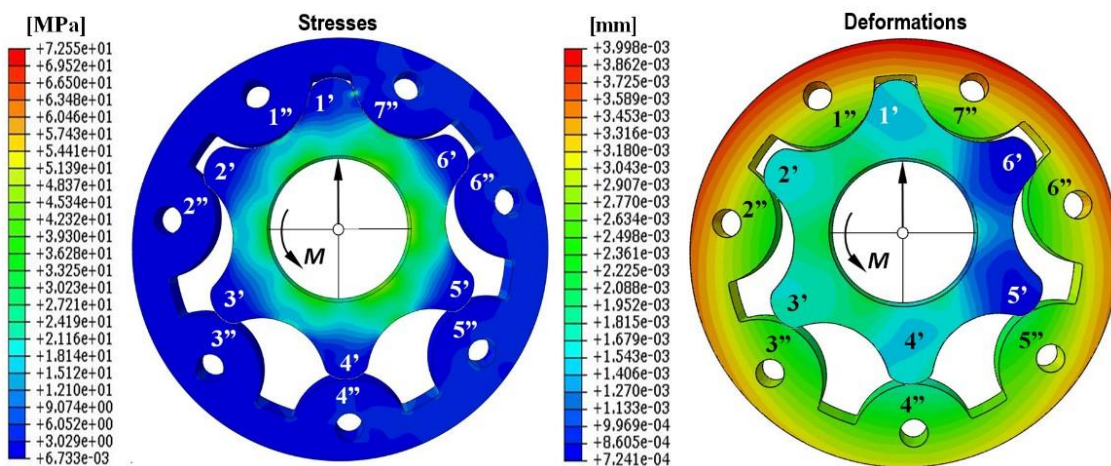 [MPa]
Stresses
+7.255e+01
+6.952e+01
+6.650e+01
+6.348e+01
+6.046e+01
+5.743e+01
+5.441e+01
+5.139e+01
+4.837e+01
+4.534e+01
+4.232e+01
+3.930e+01
+3.628e+01
+3.325e+01
+3.023e+01
+2.721e+01
+2.419e+01
+2.116e+01
+1.814e+01
+1.512e+01
+1.210e+01
+9.074e+00
+6.052e+00
+3.029e+00
+6.733e-03
1’
1”
7”
2’
6’
2”
6”
M
3’
5’
3”
5”
4’
4”
[mm]
Deformations
+3.998e-03
+3.862e-03
+3.725e-03
+3.589e-03
+3.453e-03
+3.316e-03
+3.180e-03
+3.043e-03
+2.907e-03
+2.770e-03
+2.634e-03
+2.498e-03
+2.361e-03
+2.225e-03
+2.088e-03
+1.952e-03
+1.815e-03
+1.679e-03
+1.543e-03
+1.406e-03
+1.270e-03
+1.133e-03
+9.969e-04
+8.605e-04
+7.241e-04
1’
1”
7”
2’
6’
2”
6”
M
3’
5’
3”
5”
4’
4”